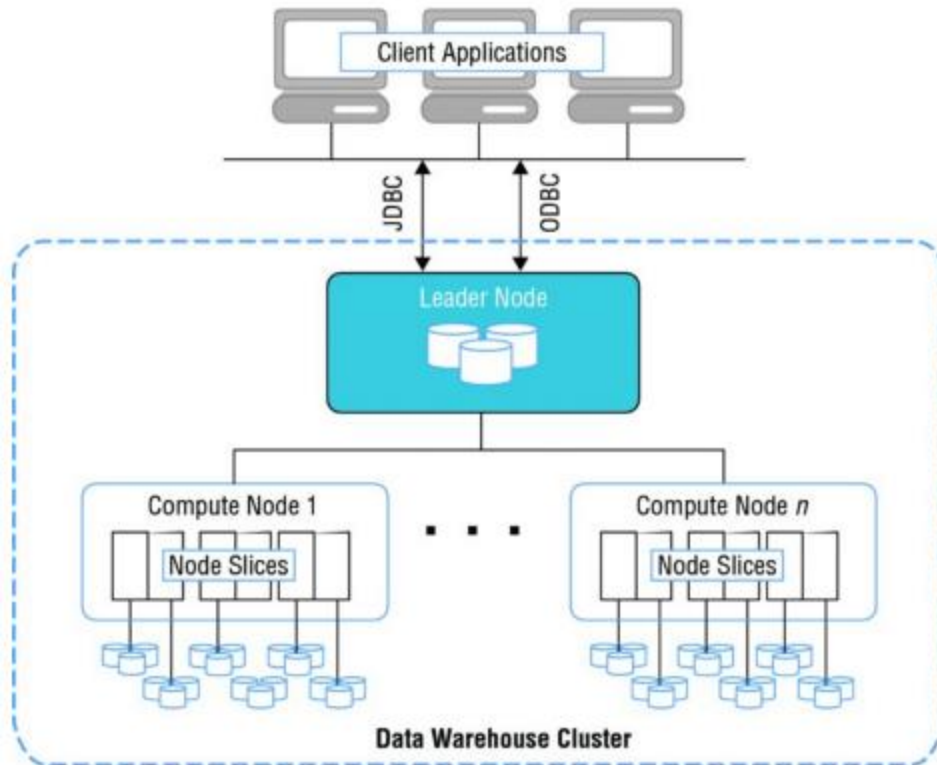 Client Applications
JDBC
ODBC
Leader Node
Compute Node 1
Compute Node n
Node Slices
Node Slices
Data Warehouse Cluster